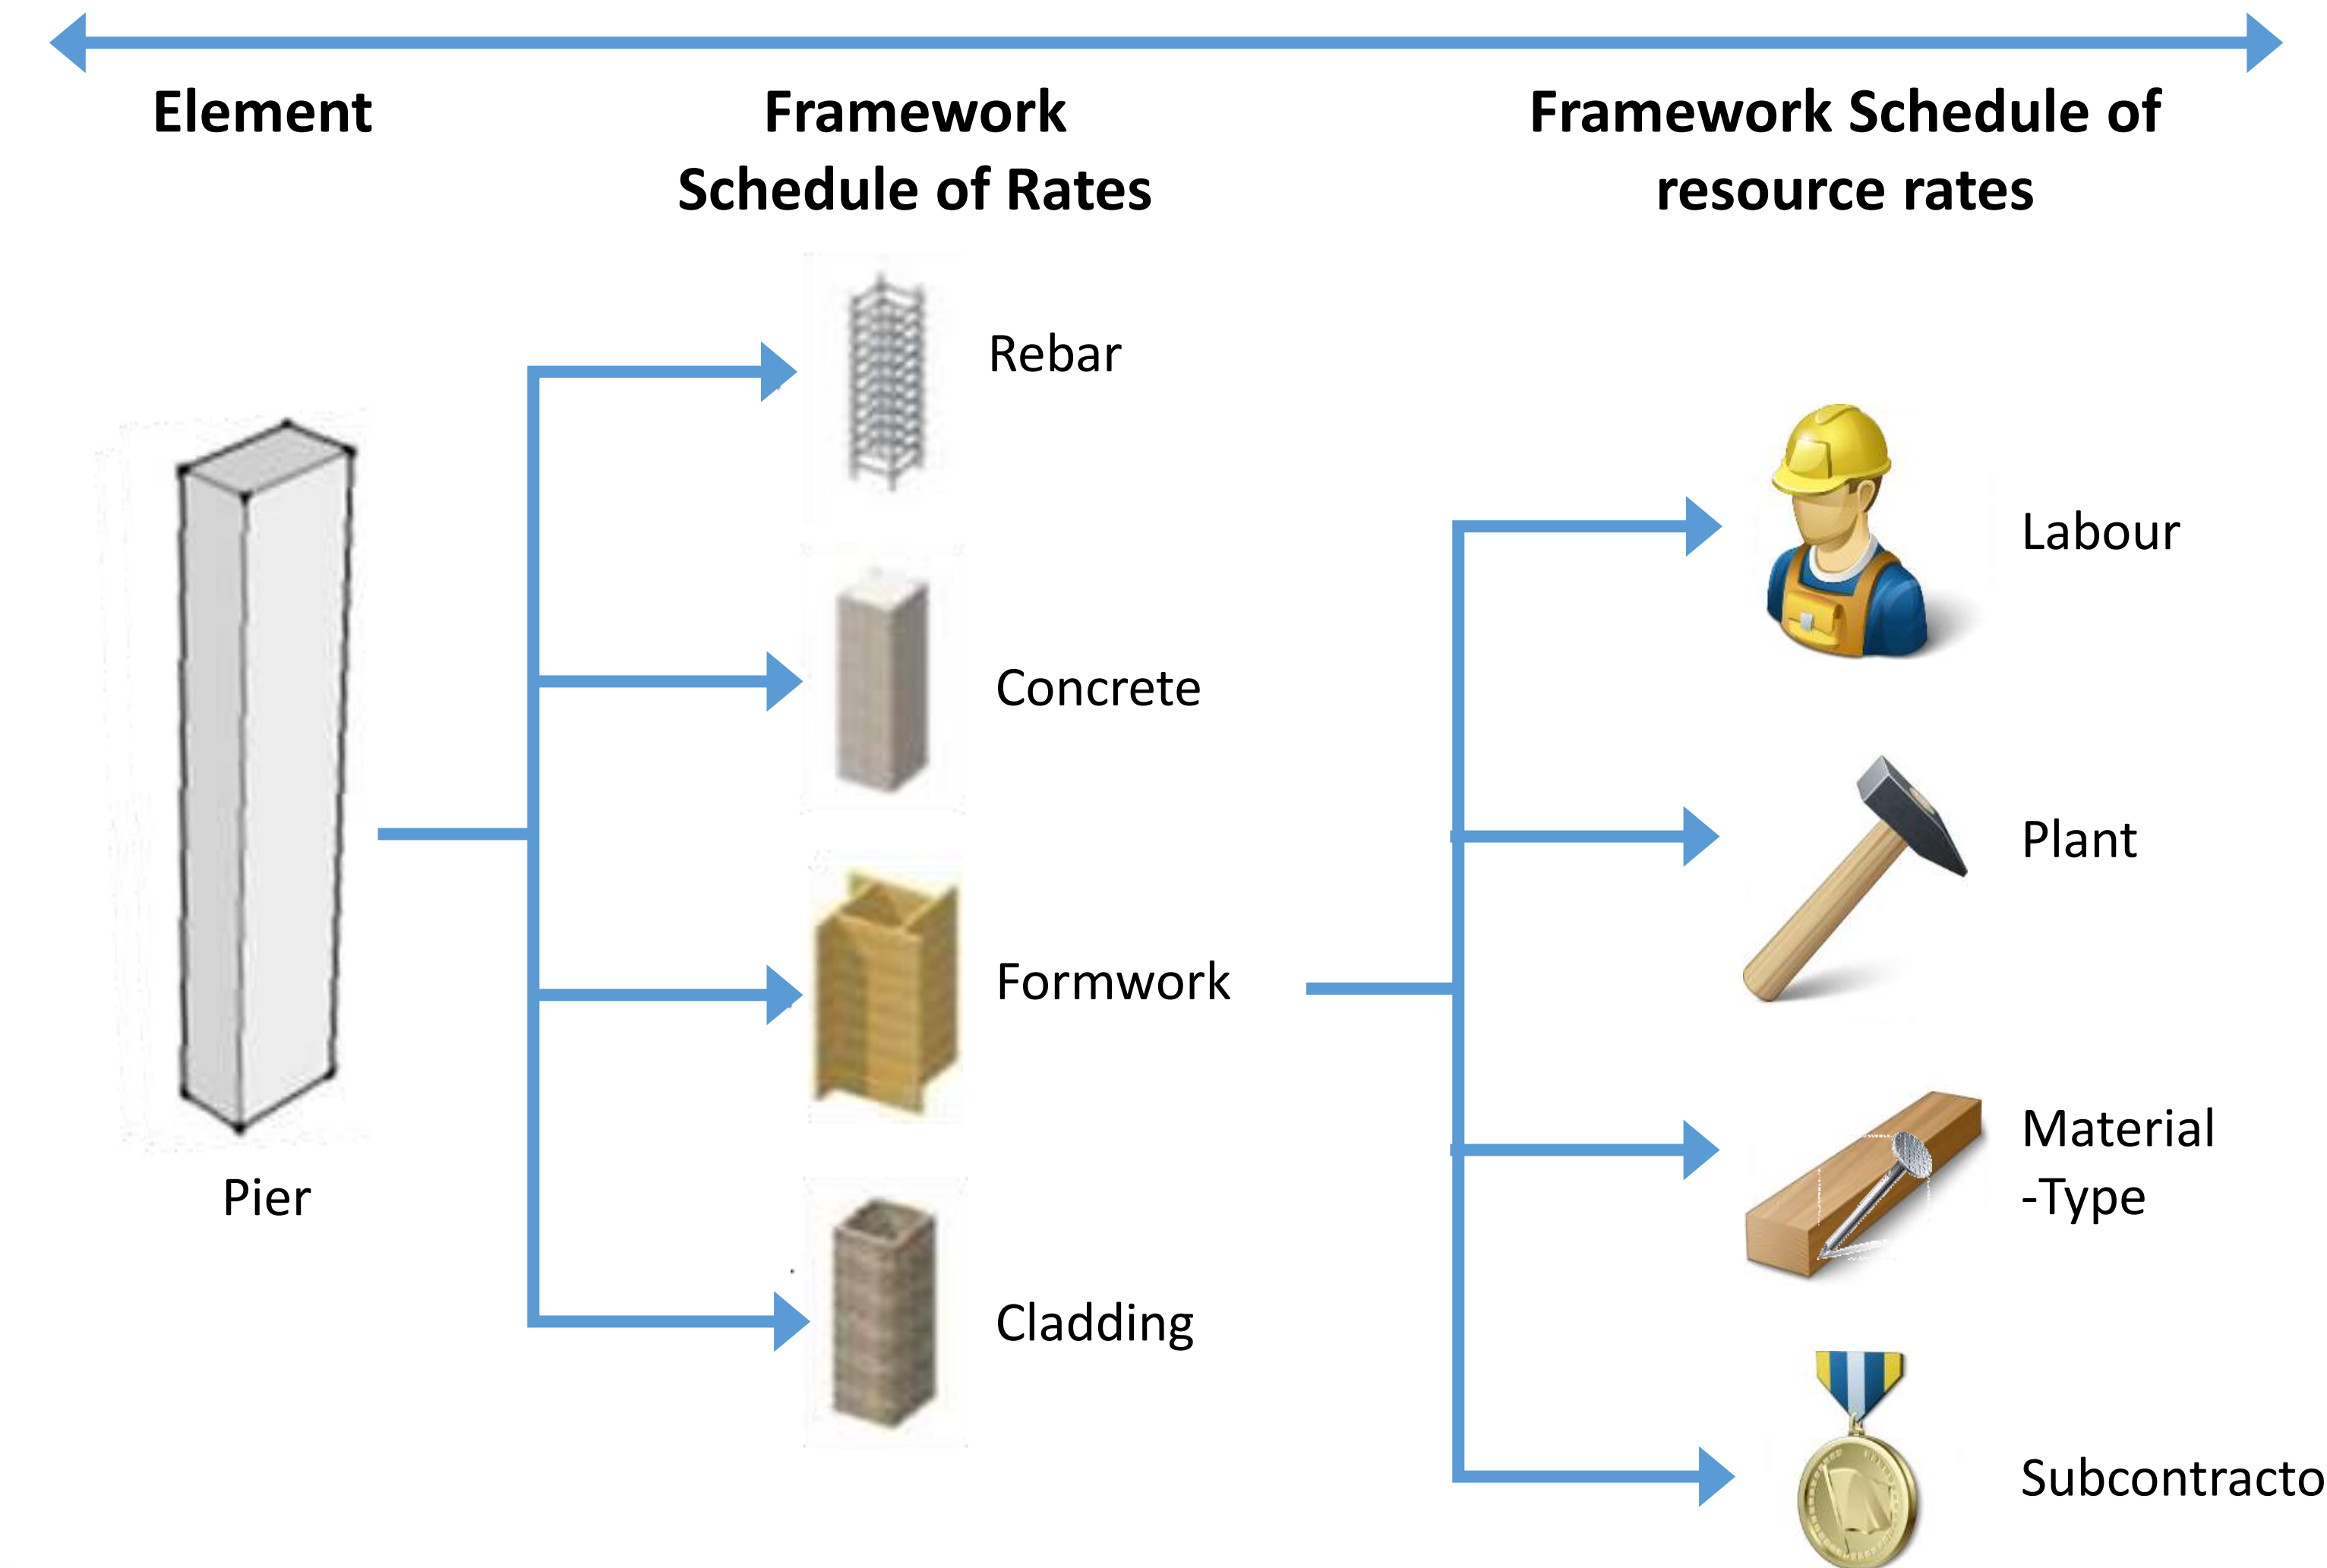 Element
Framework
Schedule of Rates
Framework Schedule of
resource rates
Rebar
Concrete
Formwork
Cladding
Pier
Labour
Plant
Material
-Type
Subcontracto